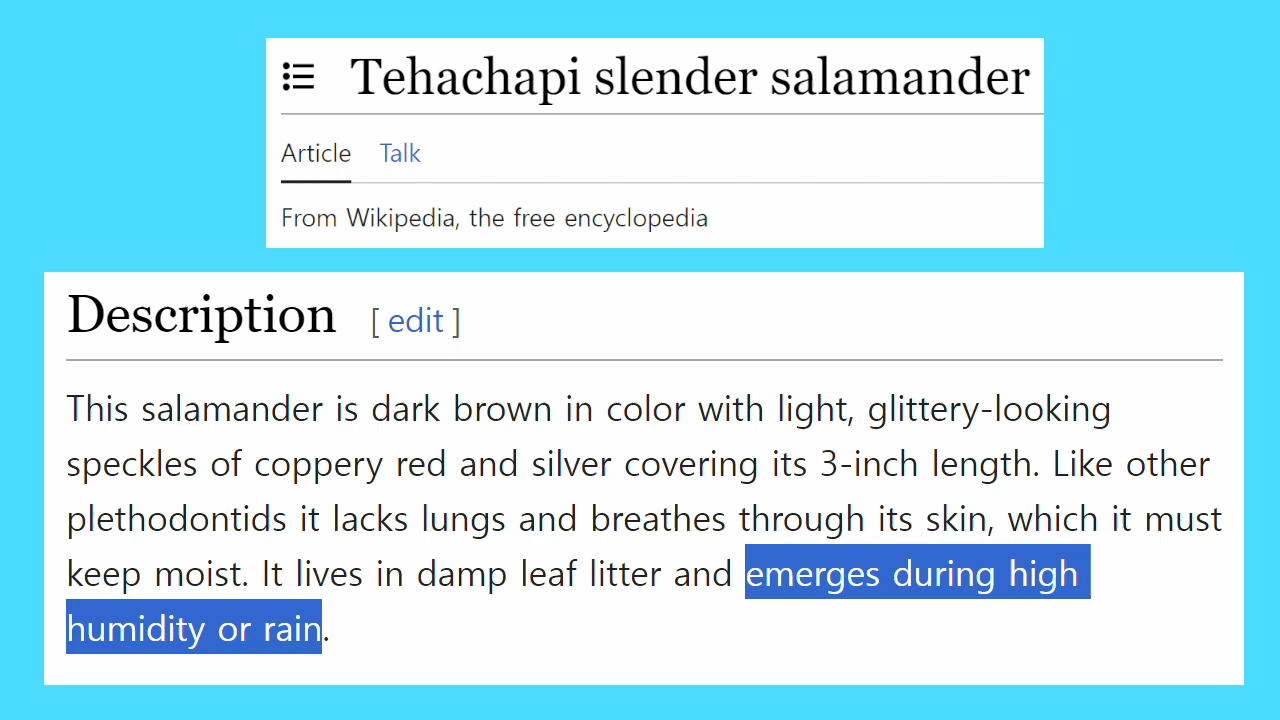 Tehachapi slender salamander
Article Talk
From Wikipedia, the free encyclopedia
Description [ edit ]
This salamander is dark brown in color with light, glittery-looking
speckles of coppery red and silver covering its 3-inch length. Like other
plethodontids it lacks lungs and breathes through its skin, which it must
keep moist. It lives in damp leaf litter and emerges during high
humidity or rain.